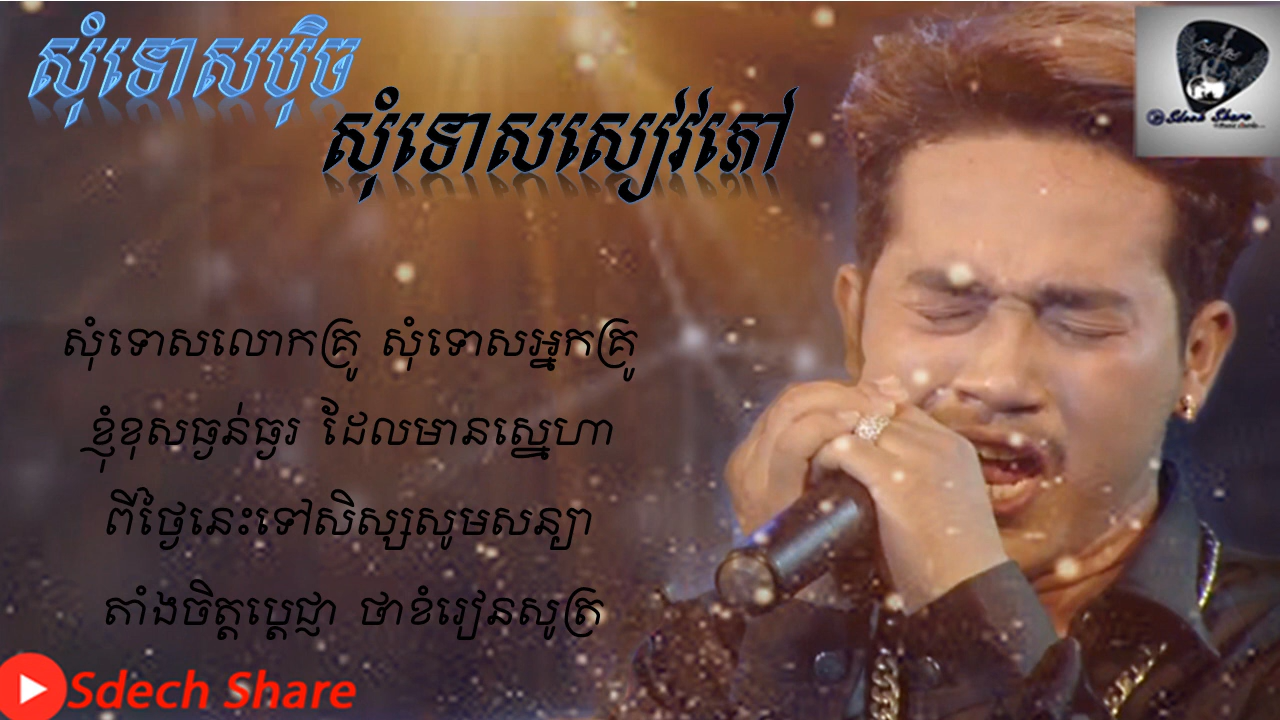 សុំទោសប៊ិច
សុំទោសសៀវភៅ
Sdech Share
សុំទោសលោកគ្រូ សុំទោសអ្នកគ្រូ
ខ្ញុំខុសធ្ងន់ធ្ងរ ដែលមានស្នេហា
ពីថ្ងៃនេះទៅសិស្សសូមសន្យា
តាំងចិត្តប្តេជ្ញា ថាខំរៀនសូត្រ
Sdech Share